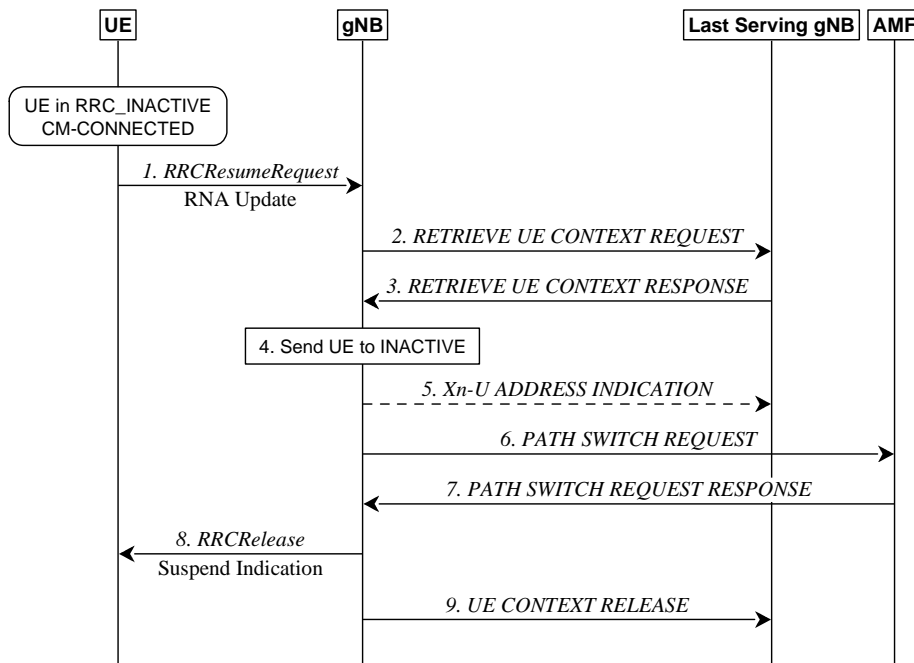 UE
gNB
Last Serving gNB
AMF
UE in RRC_INACTIVE
CM-CONNECTED
1. RRCResumeRequest
RNA Update
2. RETRIEVE UE CONTEXT REQUEST
3. RETRIEVE UE CONTEXT RESPONSE
4. Send UE to INACTIVE
5. Xn-U ADDRESS INDICATION
6. PATH SWITCH REQUEST
7. PATH SWITCH REQUEST RESPONSE
8. RRCRelease
Suspend Indication
9. UE CONTEXT RELEASE